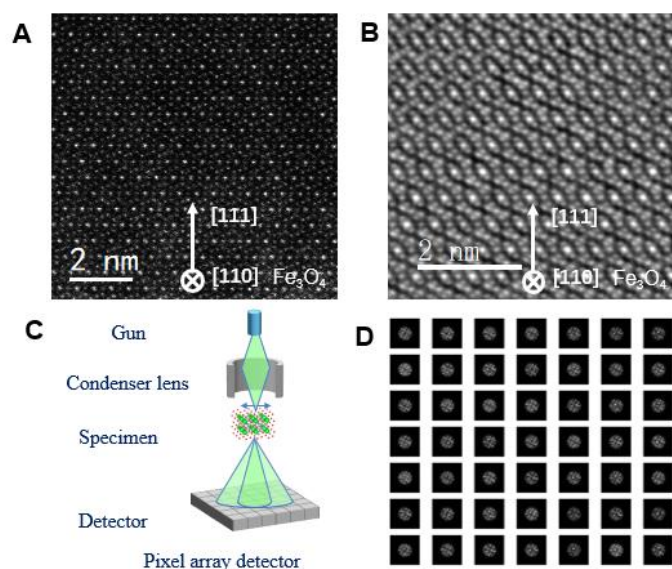 A
[111]
2 nm
[110] Fe₃O₄
B
[111]
2 nm
[110] Fe₃O₄
C
Gun
Condenser lens
Specimen
Detector
Pixel array detector
D